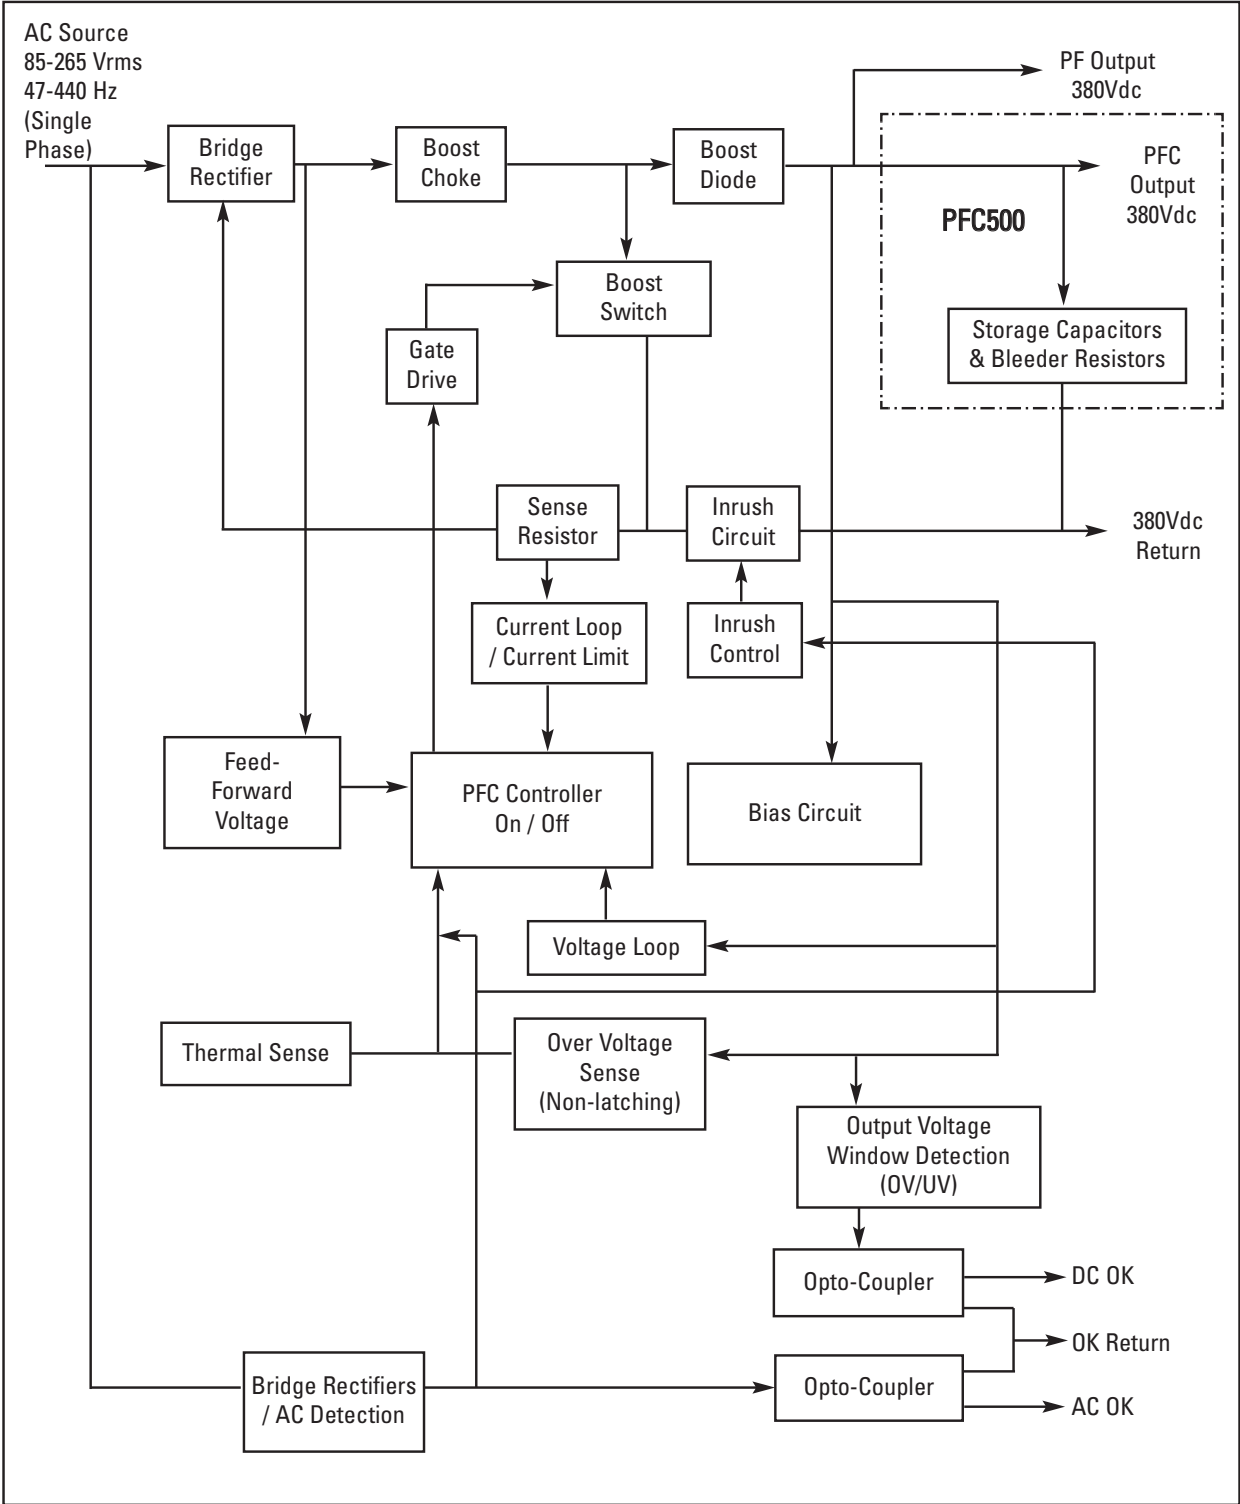 AC Source
85-265 Vrms
47-440 Hz
(Single
Phase)
PF Output
380Vdc
Bridge
Rectifier
Boost
Choke
Boost
Diode
PFC
Output
380Vdc
PFC500
Boost
Switch
Gate
Drive
Storage Capacitors
& Bleeder Resistors
Sense
Resistor
Inrush
Circuit
380Vdc
Return
Current Loop
/ Current Limit
Inrush
Control
Feed-
Forward
Voltage
PFC Controller
On / Off
Bias Circuit
Voltage Loop
Thermal Sense
Over Voltage
Sense
(Non-latching)
Output Voltage
Window Detection
(OV/UV)
Opto-Coupler
DC OK
OK Return
Bridge Rectifiers
/ AC Detection
Opto-Coupler
AC OK